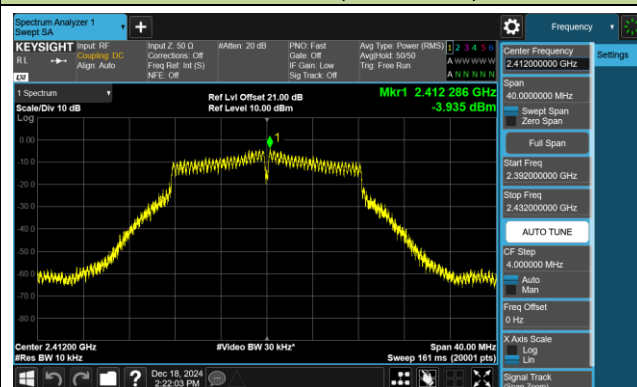 Spectrum Analyzer 1
Swept SA
Frequency
KEYSIGHT
RL
Input: RF
Coupling: DC
Align: Auto
Input Z: 50 Ω
Corrections: Off
Freq Ref: Int (S)
NFE: Off
#Atten: 20 dB
PNO: Fast
Gate: Off
IF Gain: Low
Sig Track: Off
Avg Type: Power (RMS)
Avg|Hold: 50/50
Trig: Free Run
1 2 3 4 5 6
A W W W W W
A N N N N N
1 Spectrum
Scale/Div 10 dB
Log
Ref Lvl Offset 21.00 dB
Ref Level 10.00 dBm
Mkr1 2.412 286 GHz
-3.935 dBm
1
0.00
-10.0
-20.0
-30.0
-40.0
-50.0
-60.0
-70.0
-80.0
Center 2.41200 GHz
#Res BW 10 kHz
#Video BW 30 kHz*
Span 40.00 MHz
Sweep 161 ms (20001 pts)
Dec 18, 2024
2:22:03 PM
Center Frequency
2.412000000 GHz
Settings
Span
40.0000000 MHz
Swept Span
Zero Span
Full Span
Start Freq
2.392000000 GHz
Stop Freq
2.432000000 GHz
AUTO TUNE
CF Step
4.000000 MHz
Auto
Man
Freq Offset
0 Hz
X Axis Scale
Log
Lin
Signal Track
(Span Zoom)